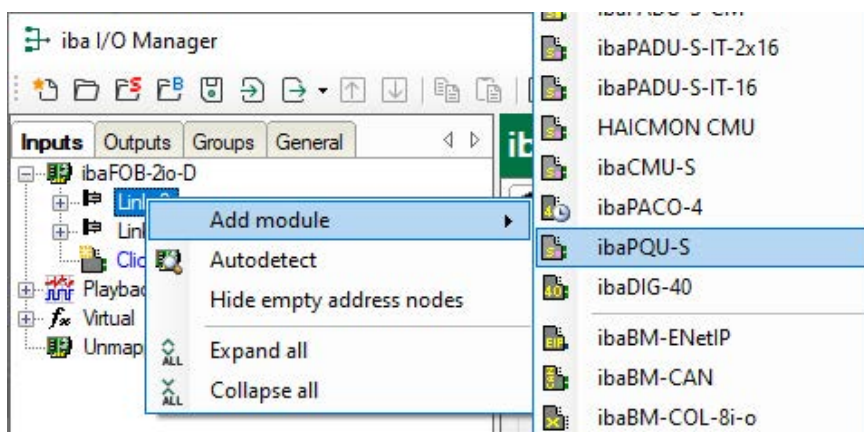 iba I/O Manager
Inputs Outputs Groups General
ibaFOB-2io-D
Add module
Autodetect
Hide empty address nodes
Expand all
Collapse all
Virtual
ibaPADU-S-CM
ibaPADU-S-IT-2x16
ibaPADU-S-IT-16
HAICMON CMU
ibaCMU-S
ibaPACO-4
ibaPQU-S
ibaDIG-40
ibaBM-ENetIP
ibaBM-CAN
ibaBM-COL-8i-o